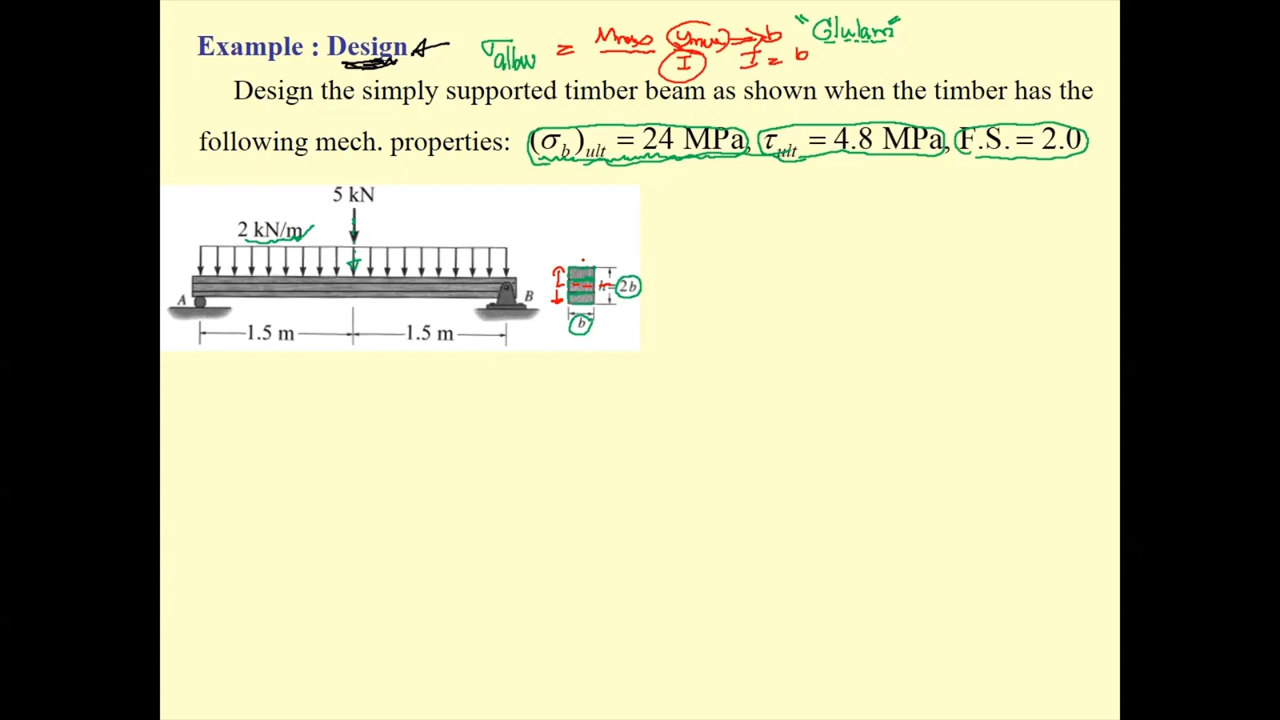 Example : Design
σallow = Mmax (ymax) → b
I
I = b
"Glulam"
Design the simply supported timber beam as shown when the timber has the
following mech. properties: (σb)ult = 24 MPa, τult = 4.8 MPa, F.S. = 2.0
5 kN
2 kN/m
A
B
h = 2b
b
1.5 m
1.5 m